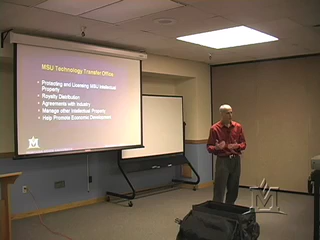 MSU Technology Transfer Office
• Protecting and Licensing MSU Intellectual
Property
• Royalty Distribution
• Agreements with Industry
• Manage other Intellectual Property
• Help Promote Economic Development
M